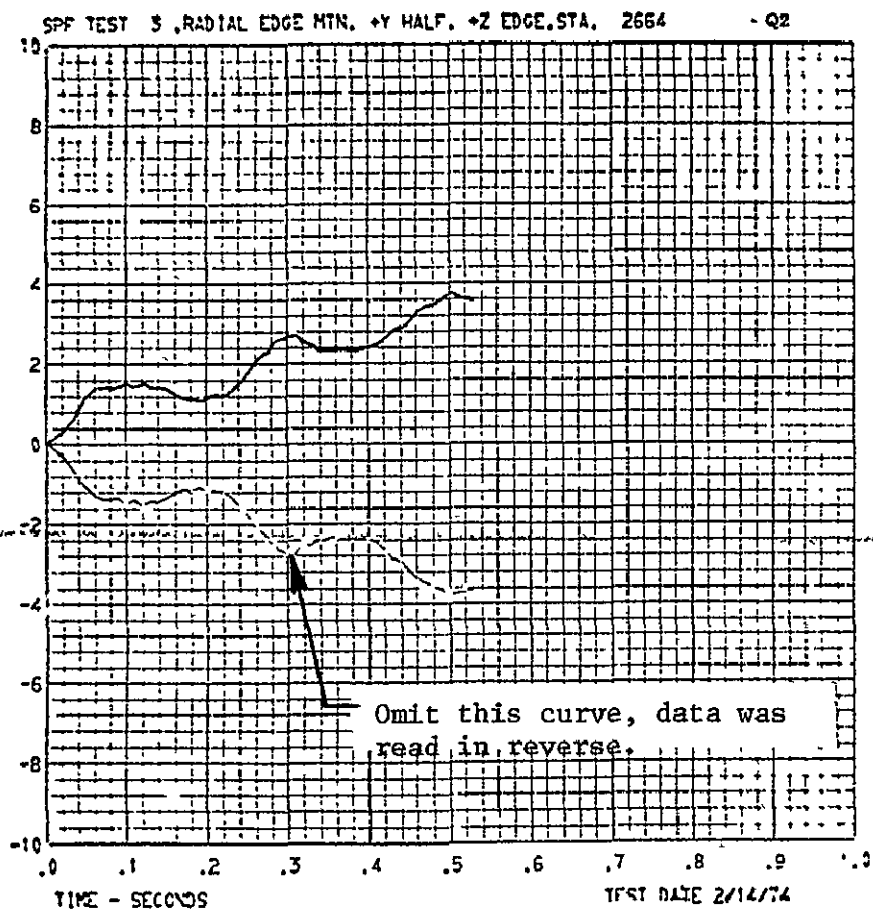 SPF TEST 3 .RADIAL EDGE MTN. +Y HALF. +Z EDGE.STA. 2664 - Q2
10
8
6
4
2
0
-2
-4
-6
-8
-10
Omit this curve, data was
read in reverse.
.0 .1 .2 .3 .4 .5 .6 .7 .8 .9
TIME - SECONDS TEST DATE 2/14/74